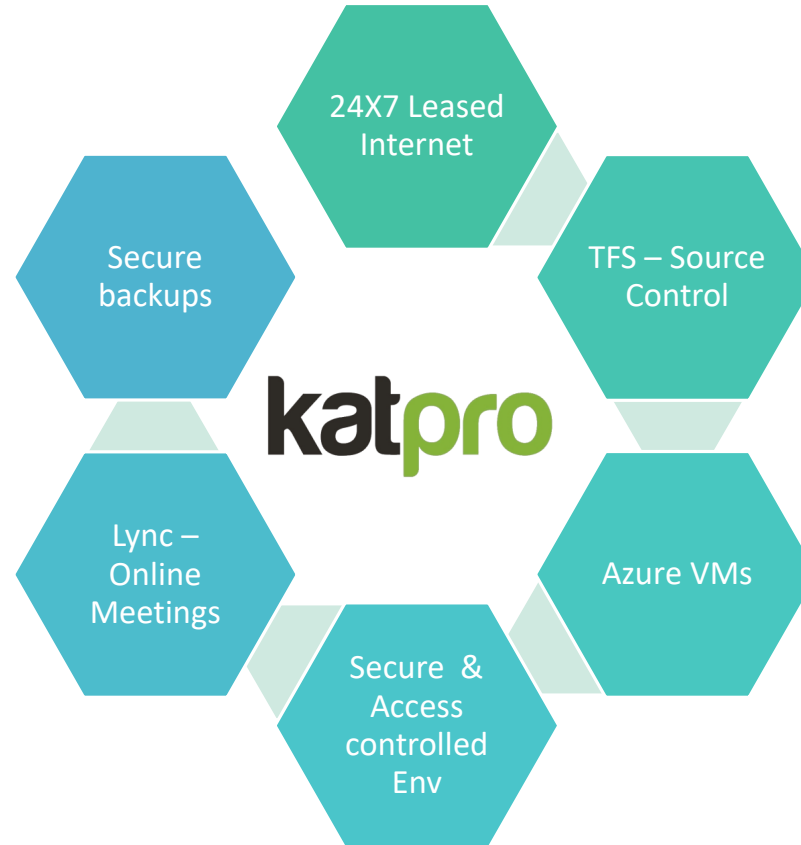 24X7 Leased
Internet
TFS – Source
Control
Azure VMs
Secure  &
Access
controlled
Env
Lync –
Online
Meetings
Secure
backups
katpro